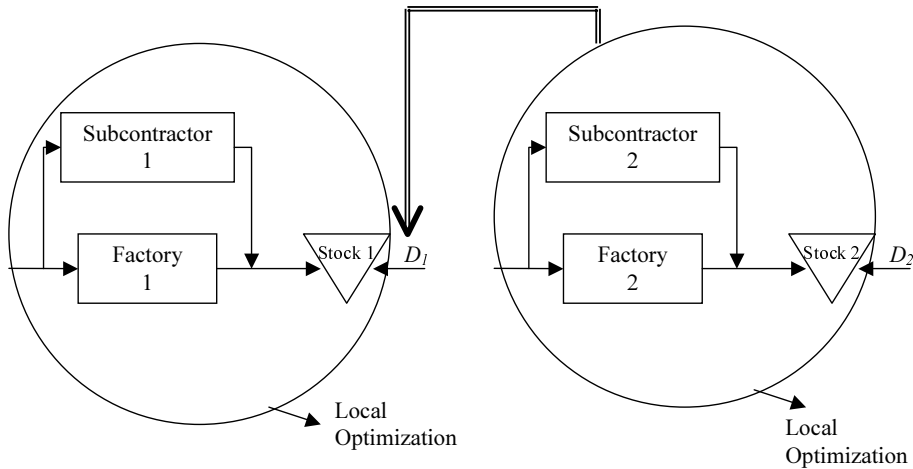 Subcontractor
1
Factory
1
Stock 1
D1
Local
Optimization
Subcontractor
2
Factory
2
Stock 2
D2
Local
Optimization